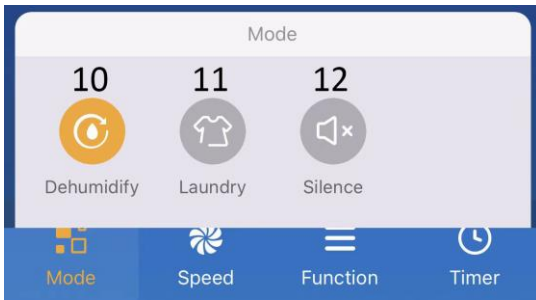 Mode
10 11 12
Dehumidify Laundry Silence
Mode Speed Function Timer